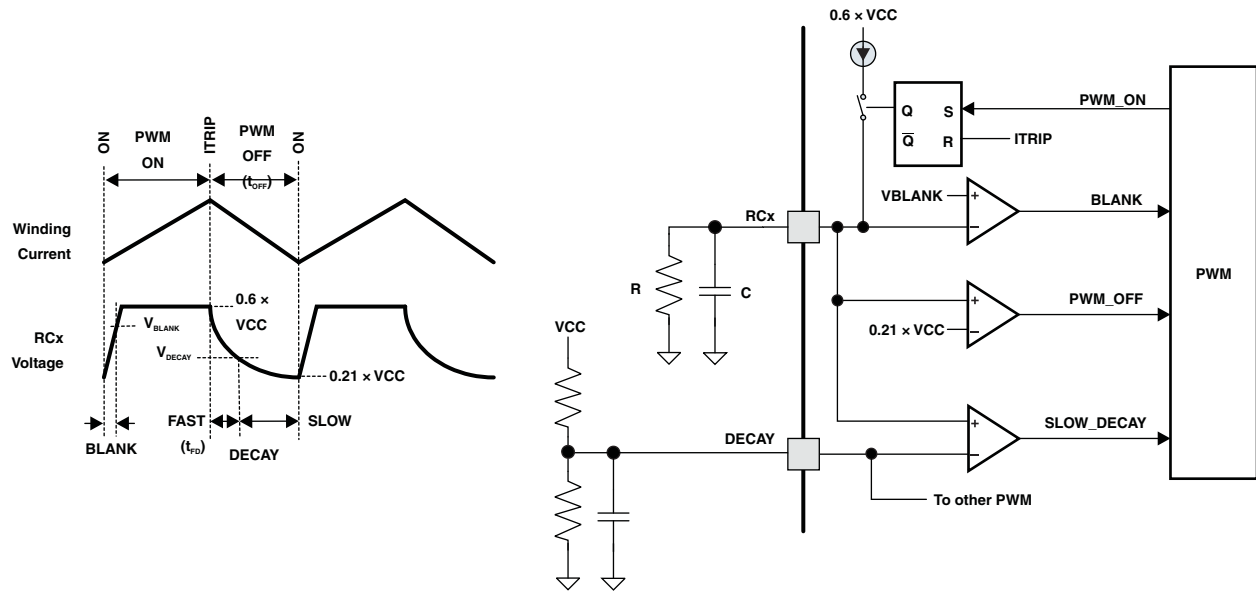 ON
PWM
ON
ITRIP
PWM
OFF
(tOFF)
ON
Winding
Current
RCx
Voltage
VBLANK
VDECAY
0.6 ×
VCC
0.21 × VCC
BLANK
FAST
(tFD)
DECAY
SLOW
0.6 × VCC
Q S
Q R
PWM_ON
ITRIP
VBLANK
+
–
BLANK
RCx
R
C
+
0.21 × VCC
–
PWM_OFF
PWM
VCC
DECAY
+
–
SLOW_DECAY
To other PWM